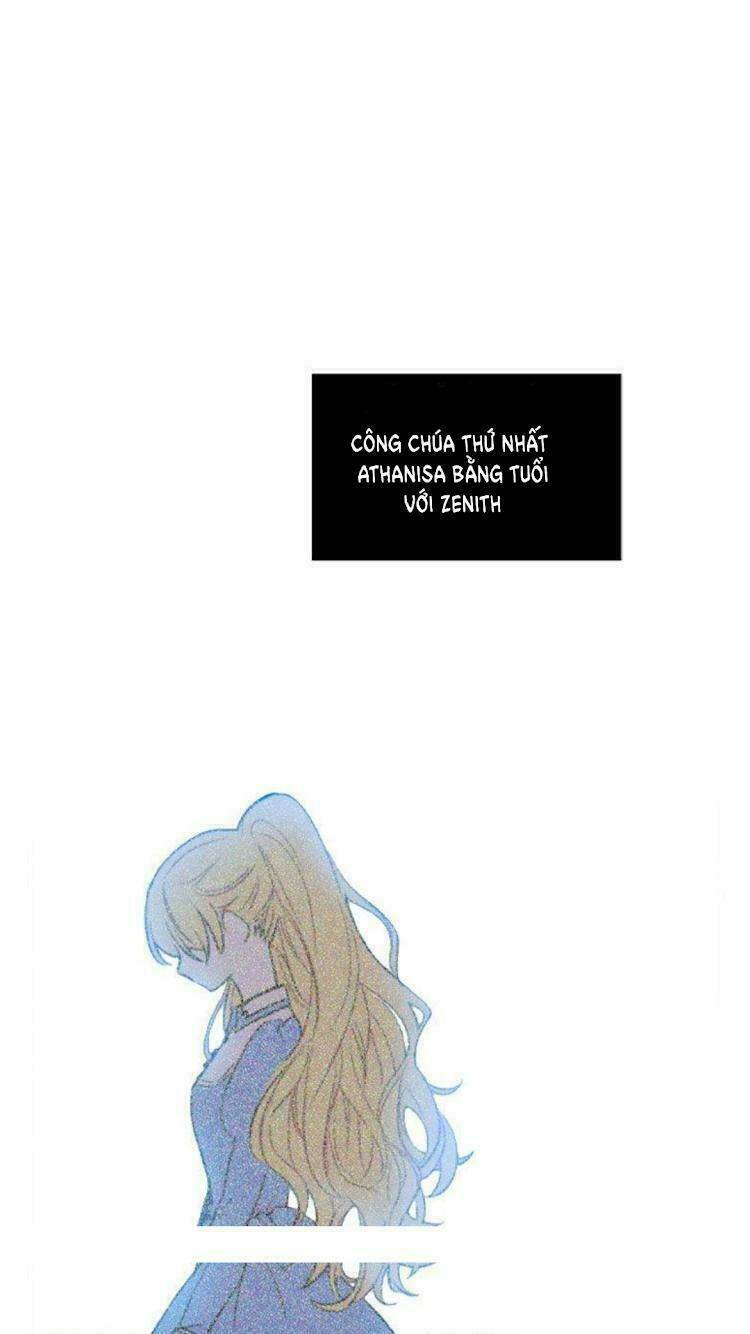 CÔNG CHÚA THỨ NHẤT
ATHANISA BẰNG TUỔI
VỚI ZENITH